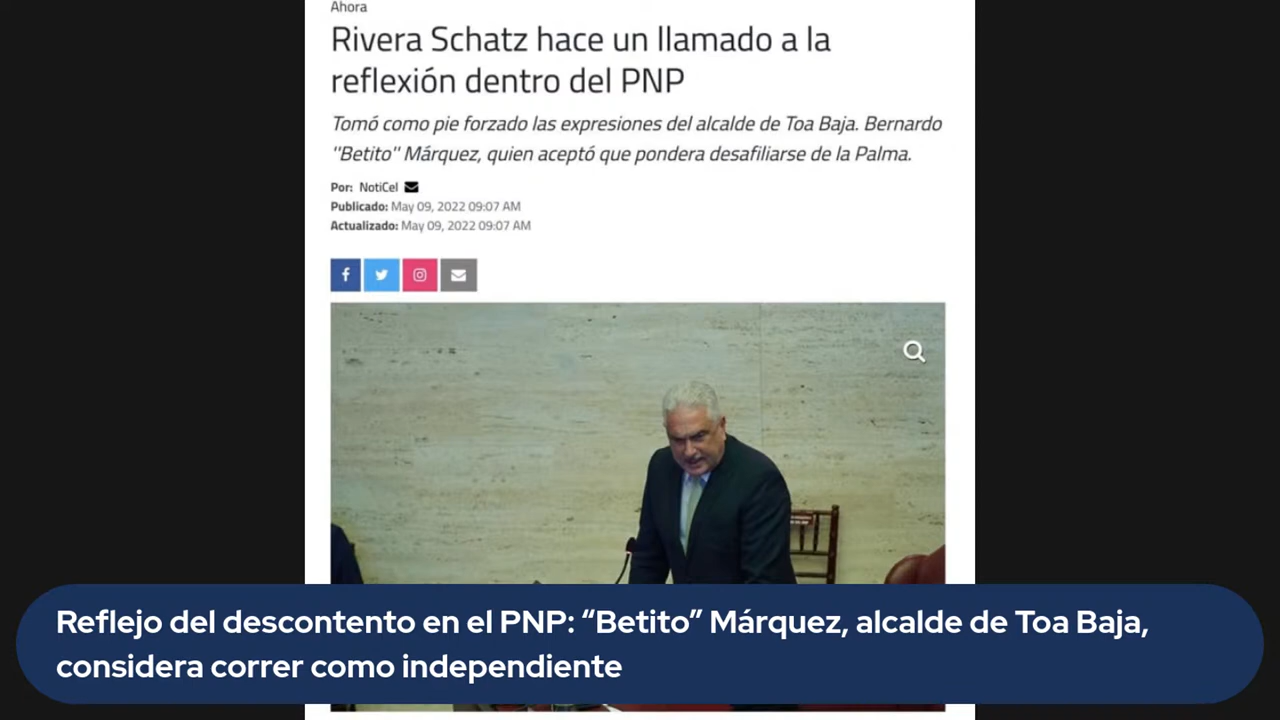 Ahora
Rivera Schatz hace un llamado a la
reflexión dentro del PNP
Tomó como pie forzado las expresiones del alcalde de Toa Baja. Bernardo
"Betito" Márquez, quien aceptó que pondera desafiliarse de la Palma.
Por: NotiCel
Publicado: May 09, 2022 09:07 AM
Actualizado: May 09, 2022 09:07 AM
Reflejo del descontento en el PNP: “Betito” Márquez, alcalde de Toa Baja,
considera correr como independiente